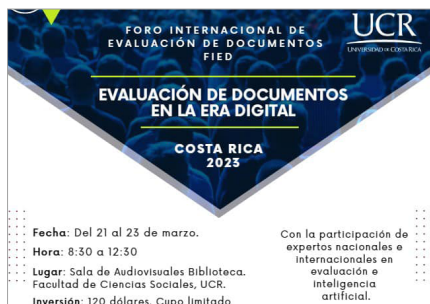 FORO INTERNACIONAL DE
EVALUACIÓN DE DOCUMENTOS
FIED
UCR
UNIVERSIDAD DE COSTA RICA
EVALUACIÓN DE DOCUMENTOS
EN LA ERA DIGITAL
COSTA RICA
2023
Fecha: Del 21 al 23 de marzo.
Hora: 8:30 a 12:30
Lugar: Sala de Audiovisuales Biblioteca.
Facultad de Ciencias Sociales, UCR.
Inversión: 120 dólares. Cupo limitado
Con la participación de
expertos nacionales e
internacionales en
evaluación e
inteligencia
artificial.